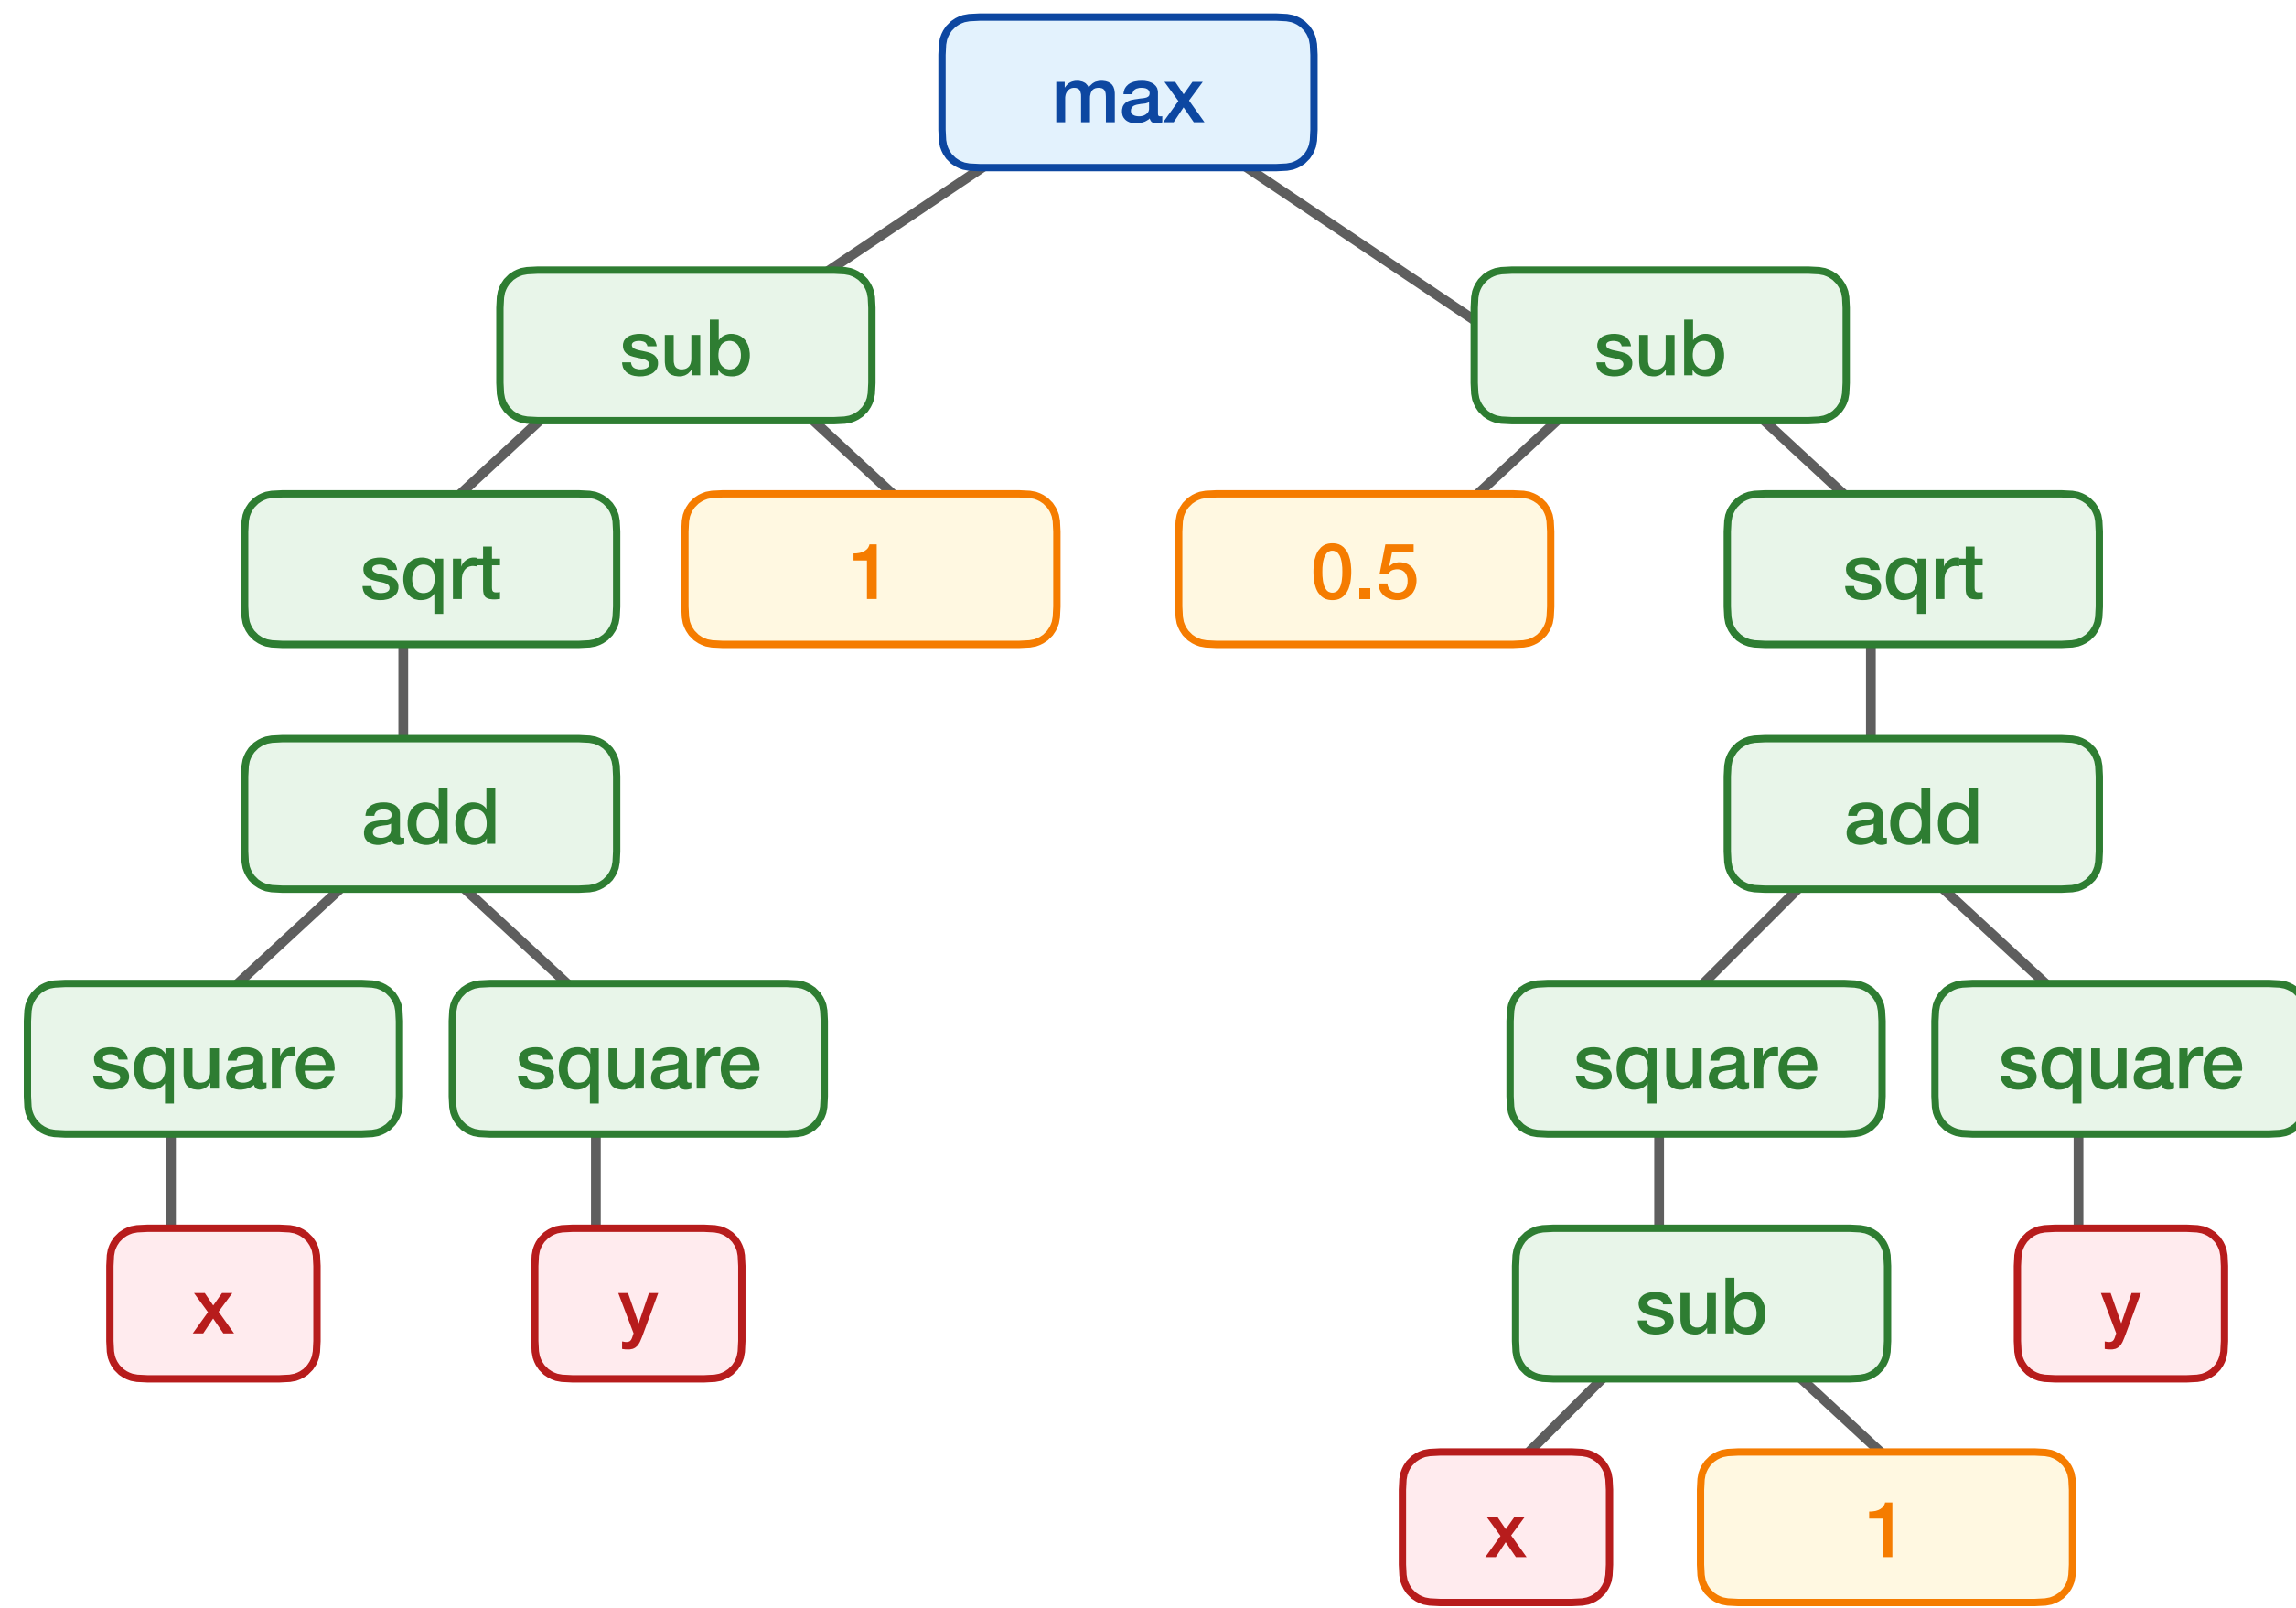 max
sub
sub
sqrt
1
0.5
sqrt
add
add
square
square
square
square
x
y
sub
y
x
1